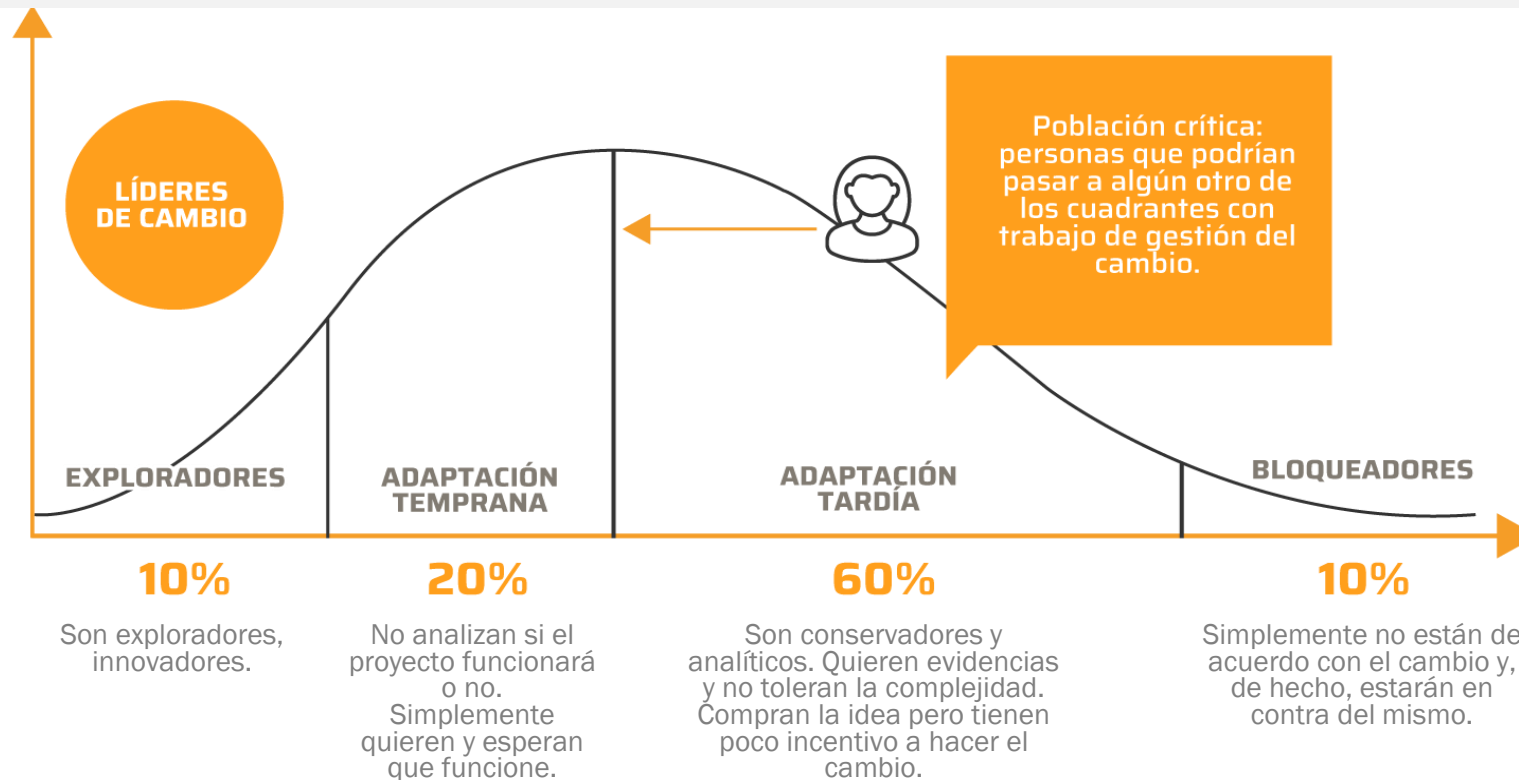 LÍDERES
DE CAMBIO
Población crítica:
personas que podrían
pasar a algún otro de
los cuadrantes con
trabajo de gestión del
cambio.
EXPLORADORES
ADAPTACIÓN
TEMPRANA
ADAPTACIÓN
TARDÍA
BLOQUEADORES
10%
Son exploradores,
innovadores.
20%
No analizan si el
proyecto funcionará
o no.
Simplemente
quieren y esperan
que funcione.
60%
Son conservadores y
analíticos. Quieren evidencias
y no toleran la complejidad.
Compran la idea pero tienen
poco incentivo a hacer el
cambio.
10%
Simplemente no están de
acuerdo con el cambio y,
de hecho, estarán en
contra del mismo.